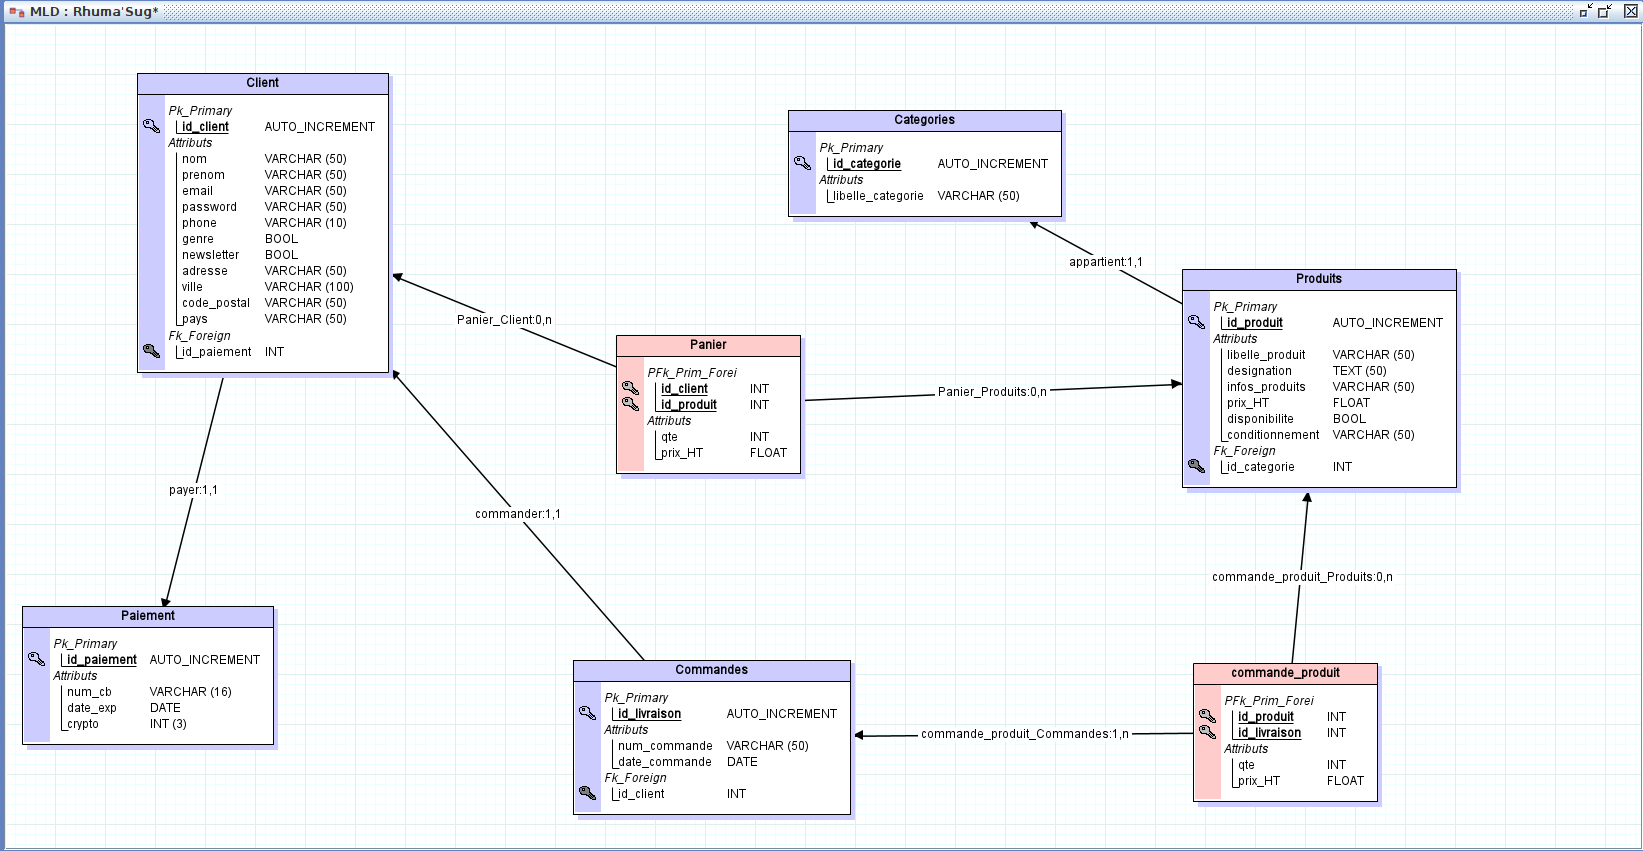 MLD : Rhuma'Sug*
Client
Pk_Primary
id_client AUTO_INCREMENT
Attributs
nom VARCHAR (50)
prenom VARCHAR (50)
email VARCHAR (50)
password VARCHAR (50)
phone VARCHAR (10)
genre BOOL
newsletter BOOL
adresse VARCHAR (50)
ville VARCHAR (100)
code_postal VARCHAR (50)
pays VARCHAR (50)
Fk_Foreign
id_paiement INT
Categories
Pk_Primary
id_categorie AUTO_INCREMENT
Attributs
libelle_categorie VARCHAR (50)
appartient:1,1
Produits
Pk_Primary
id_produit AUTO_INCREMENT
Attributs
libelle_produit VARCHAR (50)
designation TEXT (50)
infos_produits VARCHAR (50)
prix_HT FLOAT
disponibilite BOOL
conditionnement VARCHAR (50)
Fk_Foreign
id_categorie INT
Panier_Client:0,n
Panier
PFk_Prim_Forei
id_client INT
id_produit INT
Attributs
qte INT
prix_HT FLOAT
Panier_Produits:0,n
payer:1,1
commander:1,1
commande_produit_Produits:0,n
Paiement
Pk_Primary
id_paiement AUTO_INCREMENT
Attributs
num_cb VARCHAR (16)
date_exp DATE
crypto INT (3)
Commandes
Pk_Primary
id_livraison AUTO_INCREMENT
Attributs
num_commande VARCHAR (50)
date_commande DATE
Fk_Foreign
id_client INT
commande_produit_Commandes:1,n
commande_produit
PFk_Prim_Forei
id_produit INT
id_livraison INT
Attributs
qte INT
prix_HT FLOAT